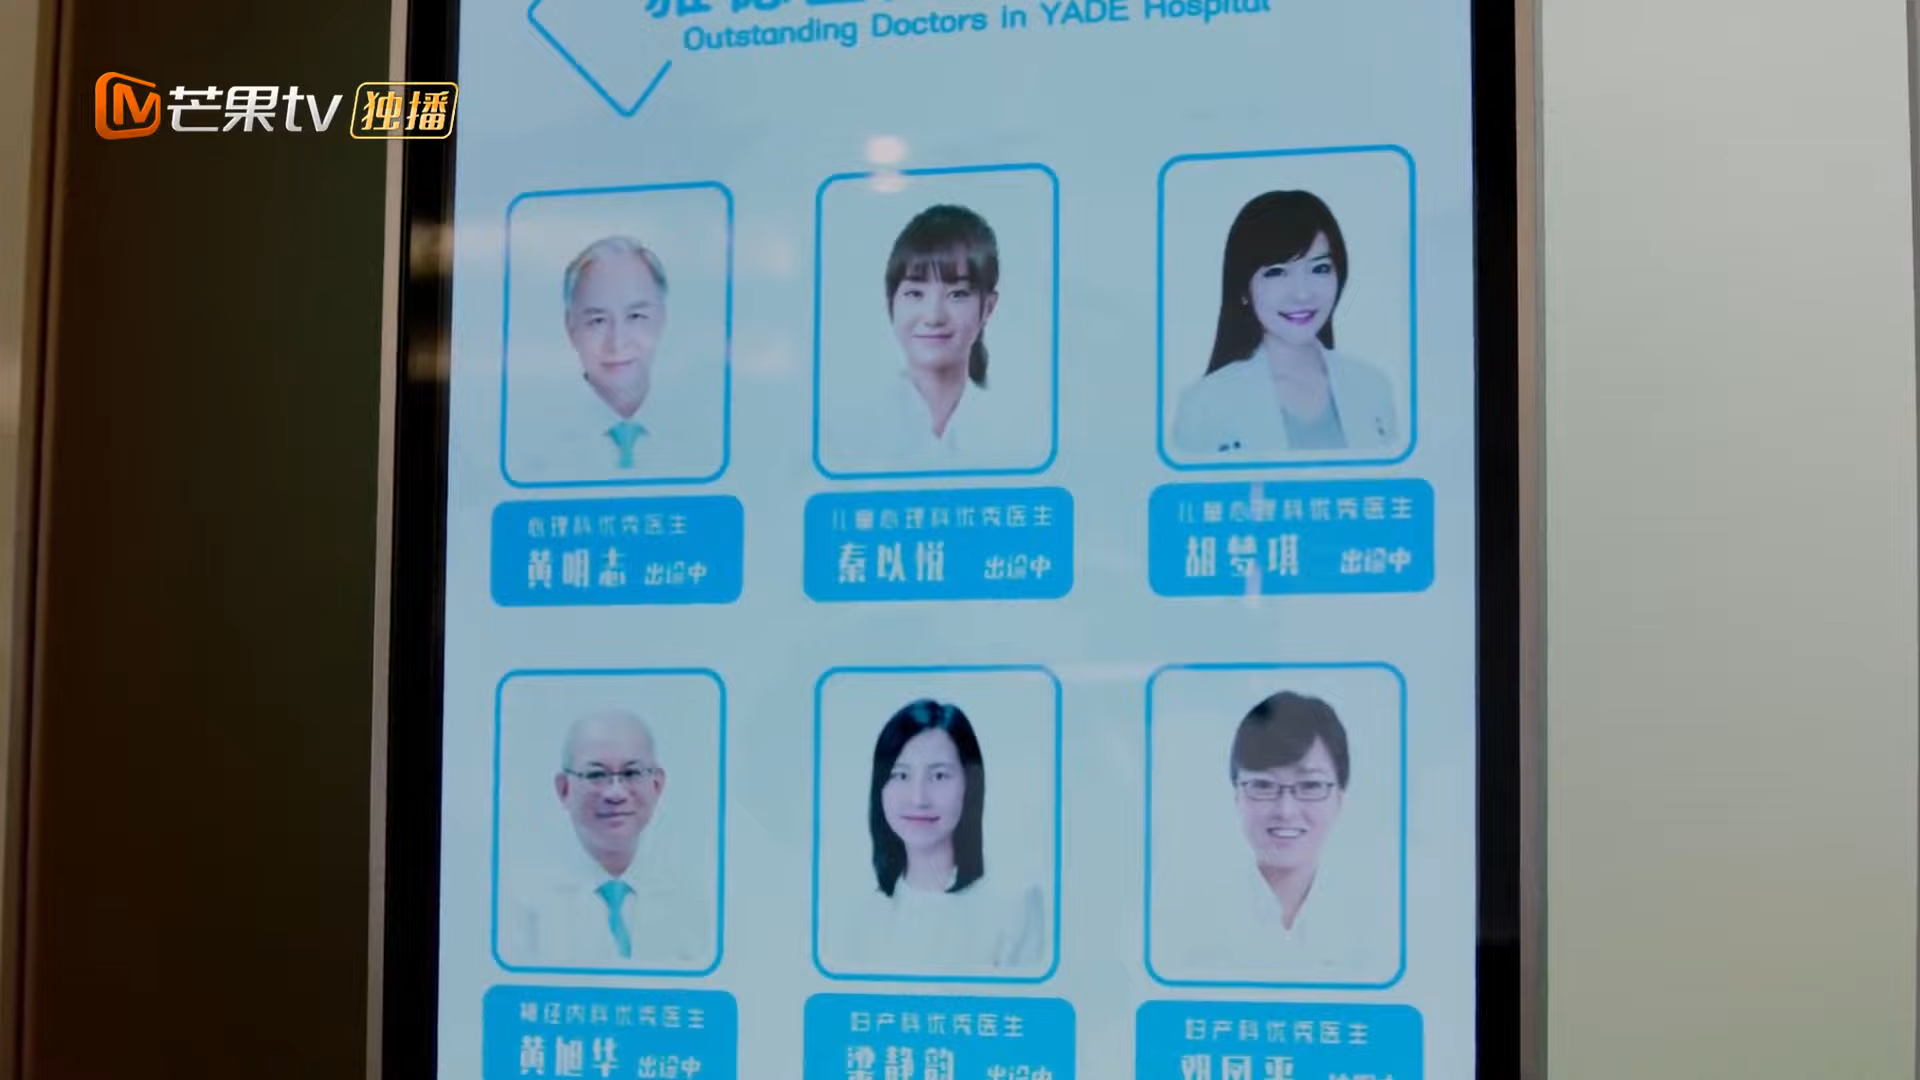 Outstanding Doctors in YADE Hospital
芒果tv 独播
心理科优秀医生
黄明志 出诊中
儿童心理科优秀医生
秦以悦 出诊中
儿童心理科优秀医生
胡梦琪 出诊中
神经内科优秀医生
黄旭华 出诊中
妇产科优秀医生
梁静韵 出诊中
妇产科优秀医生